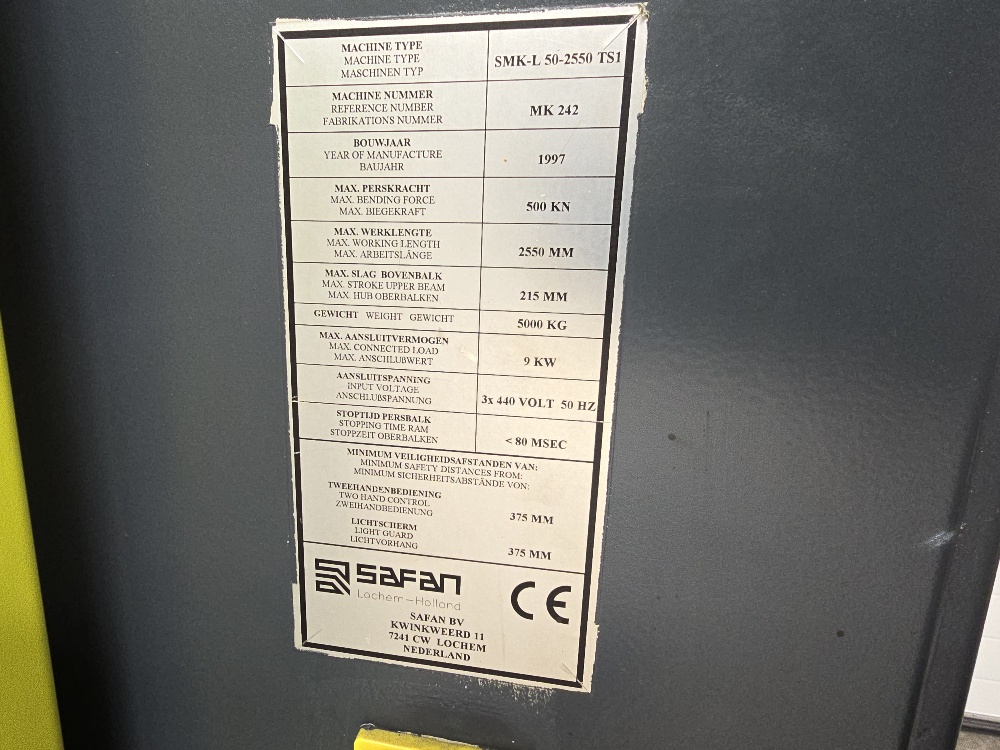 MACHINE TYPE
MACHINE TYPE
MASCHINEN TYP
SMK-L 50-2550 TS1
MACHINE NUMMER
REFERENCE NUMBER
FABRIKATIONS NUMMER
MK 242
BOUWJAAR
YEAR OF MANUFACTURE
BAUJAHR
1997
MAX. PERSKRACHT
MAX. BENDING FORCE
MAX. BIEGEKRAFT
500 KN
MAX. WERKLENGTE
MAX. WORKING LENGTH
MAX. ARBEITSLÄNGE
2550 MM
MAX. SLAG BOVENBALK
MAX. STROKE UPPER BEAM
MAX. HUB OBERBALKEN
215 MM
GEWICHT WEIGHT GEWICHT
5000 KG
MAX. AANSLUITVERMOGEN
MAX. CONNECTED LOAD
MAX. ANSCHLUßWERT
9 KW
AANSLUITSPANNING
INPUT VOLTAGE
ANSCHLUßSPANNUNG
3x 440 VOLT 50 HZ
STOPTIJD PERSBALK
STOPPING TIME RAM
STOPPZEIT OBERBALKEN
< 80 MSEC
MINIMUM VEILIGHEIDSAFSTANDEN VAN:
MINIMUM SAFETY DISTANCES FROM:
MINIMUM SICHERHEITSABSTÄNDE VON:
TWEEHANDENBEDIENING
TWO HAND CONTROL
ZWEIHANDBEDIENUNG
375 MM
LICHTSCHERM
LIGHT GUARD
LICHTVORHANG
375 MM
SAFAN
Lochem-Holland
CE
SAFAN BV
KWINKWEERD 11
7241 CW LOCHEM
NEDERLAND